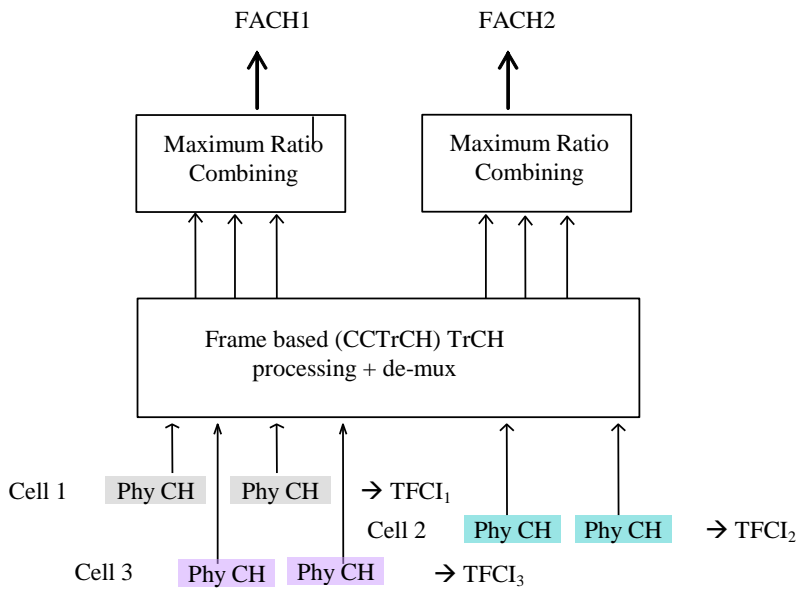 FACH1 FACH2
Maximum Ratio Combining
Maximum Ratio Combining
Frame based (CCTrCH) TrCH
processing + de-mux
Cell 1 Phy CH Phy CH → TFCI₁
Cell 2 Phy CH Phy CH → TFCI₂
Cell 3 Phy CH Phy CH → TFCI₃